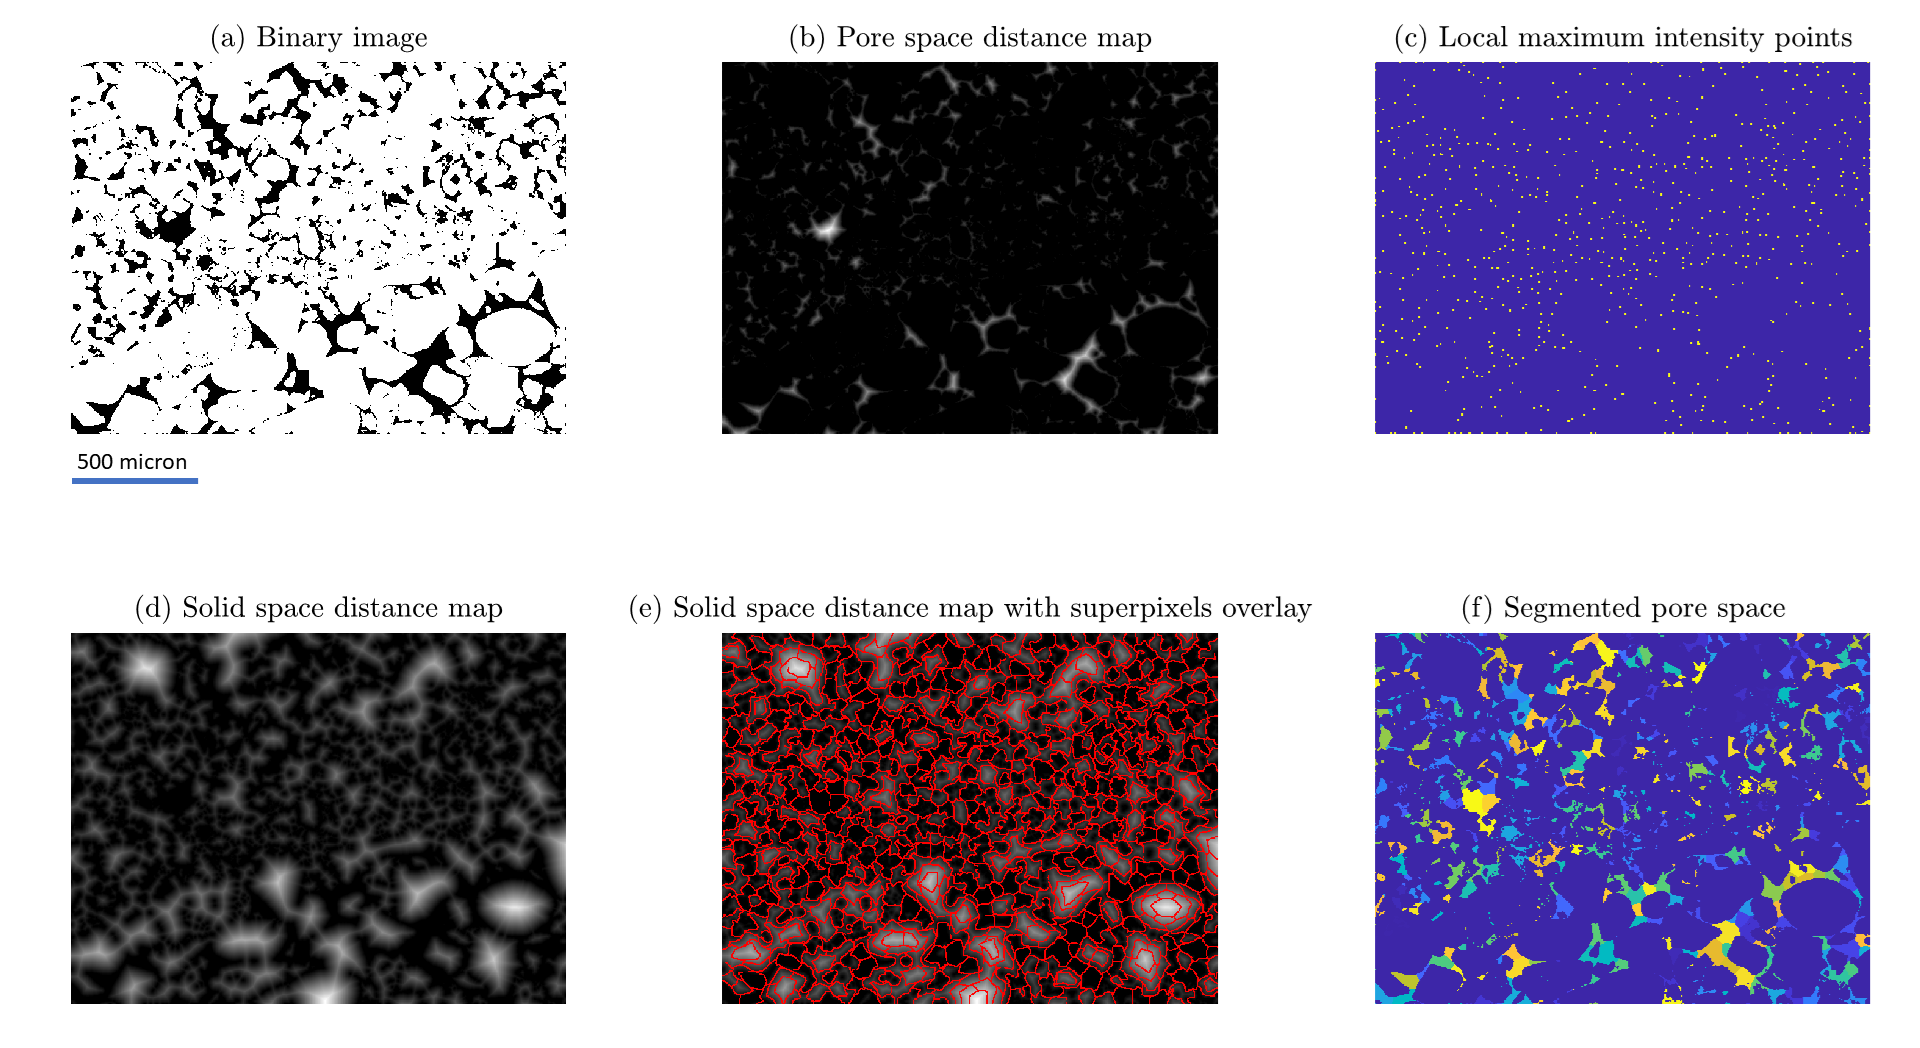 (a) Binary image
(b) Pore space distance map
(c) Local maximum intensity points
500 micron
(d) Solid space distance map
(e) Solid space distance map with superpixels overlay
(f) Segmented pore space